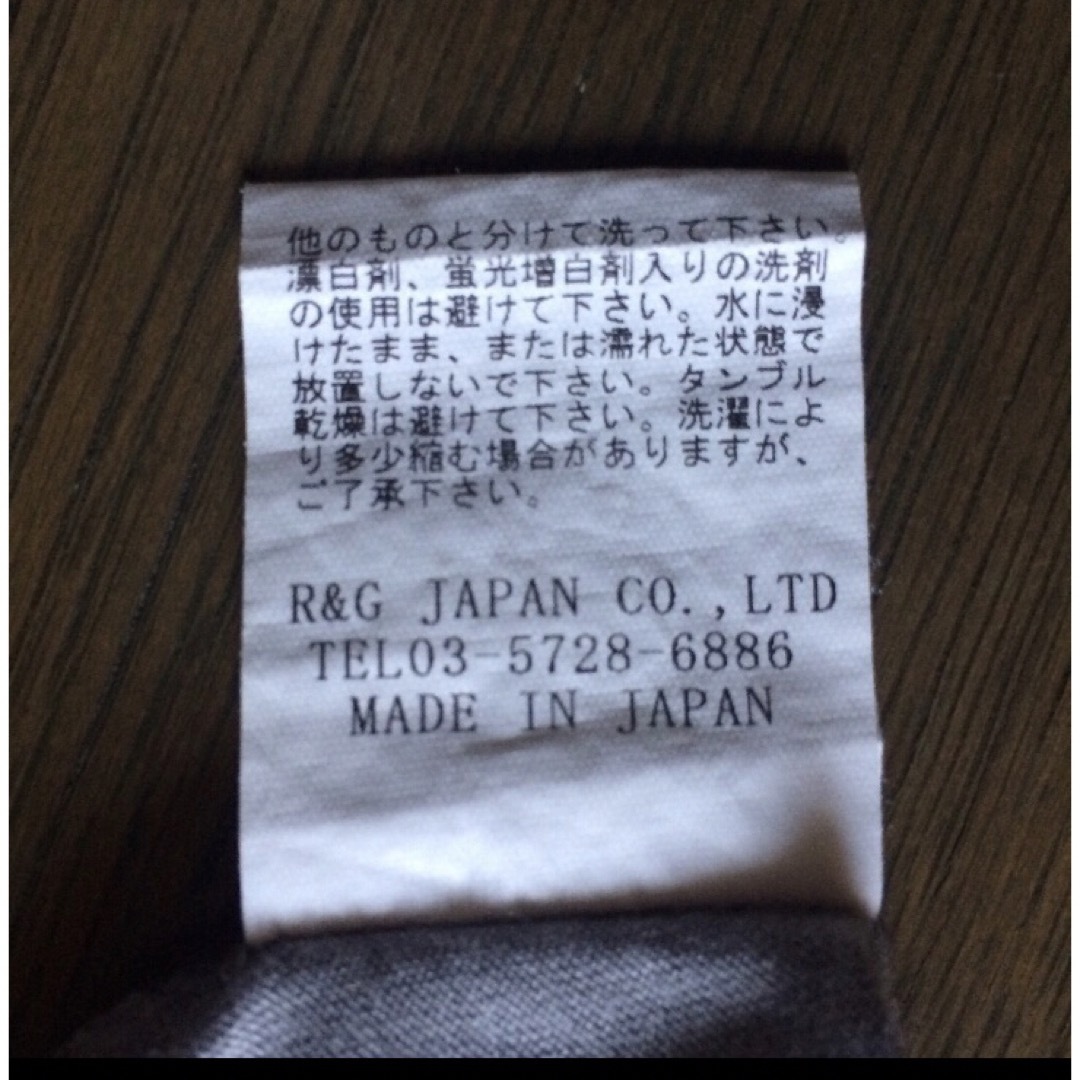 他のものと分けて洗って下さい。
漂白剤、蛍光増白剤入りの洗剤
の使用は避けて下さい。水に浸
けたまま、または濡れた状態で
放置しないで下さい。タンブル
乾燥は避けて下さい。洗濯によ
り多少縮む場合がありますが、
ご了承下さい。
R&G JAPAN CO.,LTD
TEL03-5728-6886
MADE IN JAPAN